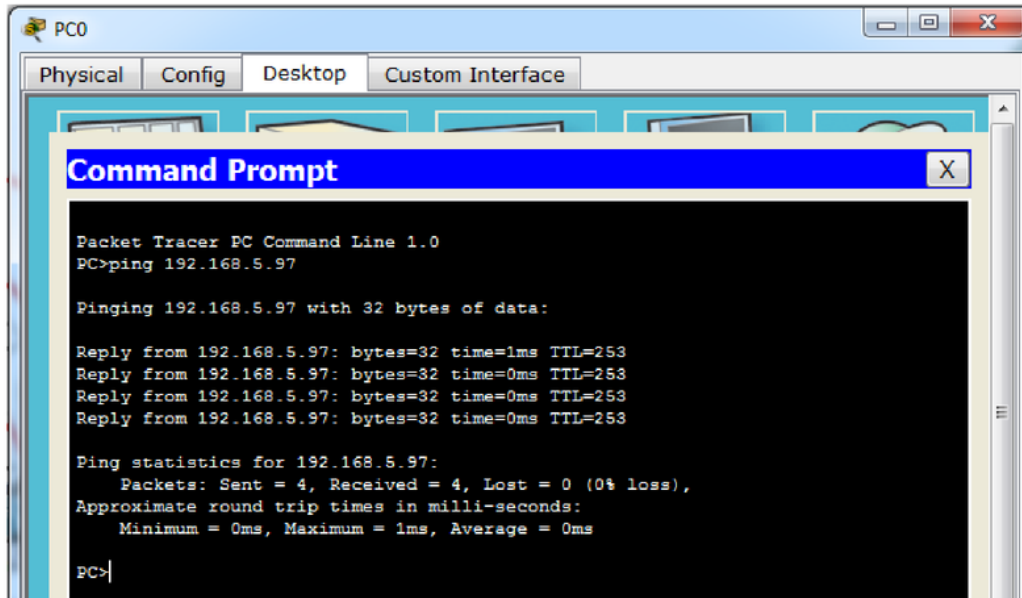 PC0
Physical Config Desktop Custom Interface
Command Prompt
X
Packet Tracer PC Command Line 1.0
PC>ping 192.168.5.97
Pinging 192.168.5.97 with 32 bytes of data:
Reply from 192.168.5.97: bytes=32 time=1ms TTL=253
Reply from 192.168.5.97: bytes=32 time=0ms TTL=253
Reply from 192.168.5.97: bytes=32 time=0ms TTL=253
Reply from 192.168.5.97: bytes=32 time=0ms TTL=253
Ping statistics for 192.168.5.97:
Packets: Sent = 4, Received = 4, Lost = 0 (0% loss),
Approximate round trip times in milli-seconds:
Minimum = 0ms, Maximum = 1ms, Average = 0ms
PC>